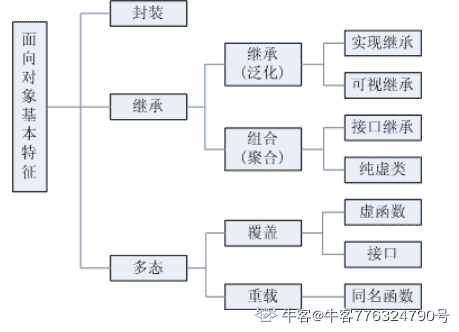 面向对象基本特征
封装
继承
多态
继承
(泛化)
组合
(聚合)
覆盖
重载
实现继承
可视继承
接口继承
纯虚类
虚函数
接口
同名函数
牛客@牛客776324790号